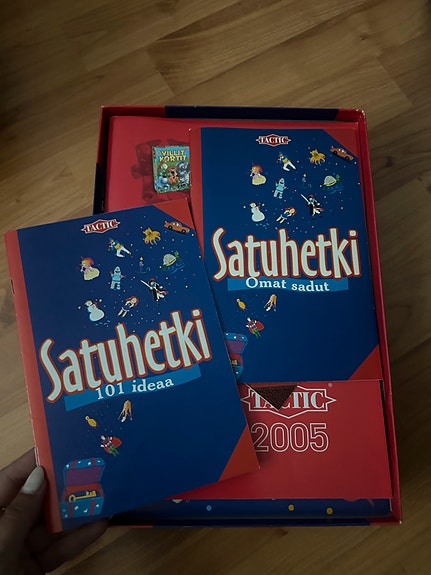 VILLIT
KORTIT
TACTIC
Satuhetki
Omat sadut
TACTIC
Satuhetki
101 ideaa
TACTIC
2005